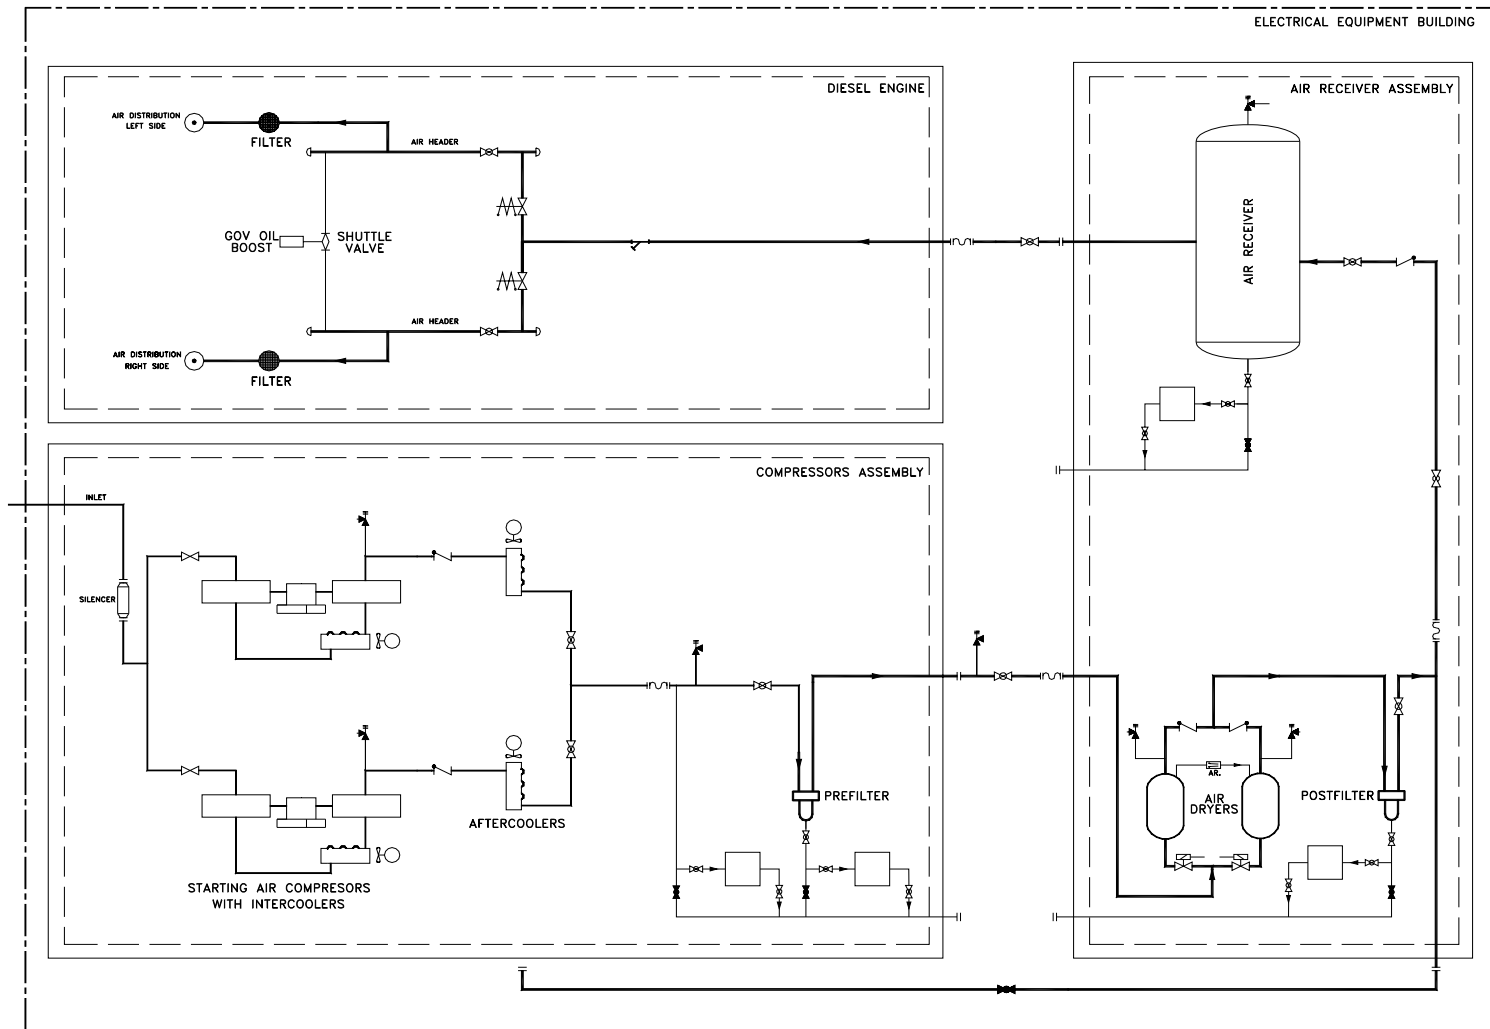 ELECTRICAL EQUIPMENT BUILDING
DIESEL ENGINE
AIR RECEIVER ASSEMBLY
AIR DISTRIBUTION
LEFT SIDE
FILTER
AIR HEADER
GOV OIL
BOOST
SHUTTLE
VALVE
AIR RECEIVER
AIR HEADER
AIR DISTRIBUTION
RIGHT SIDE
FILTER
COMPRESSORS ASSEMBLY
INLET
SILENCER
AR.
AIR
DRYERS
PREFILTER
POSTFILTER
AFTERCOOLERS
STARTING AIR COMPRESORS
WITH INTERCOOLERS